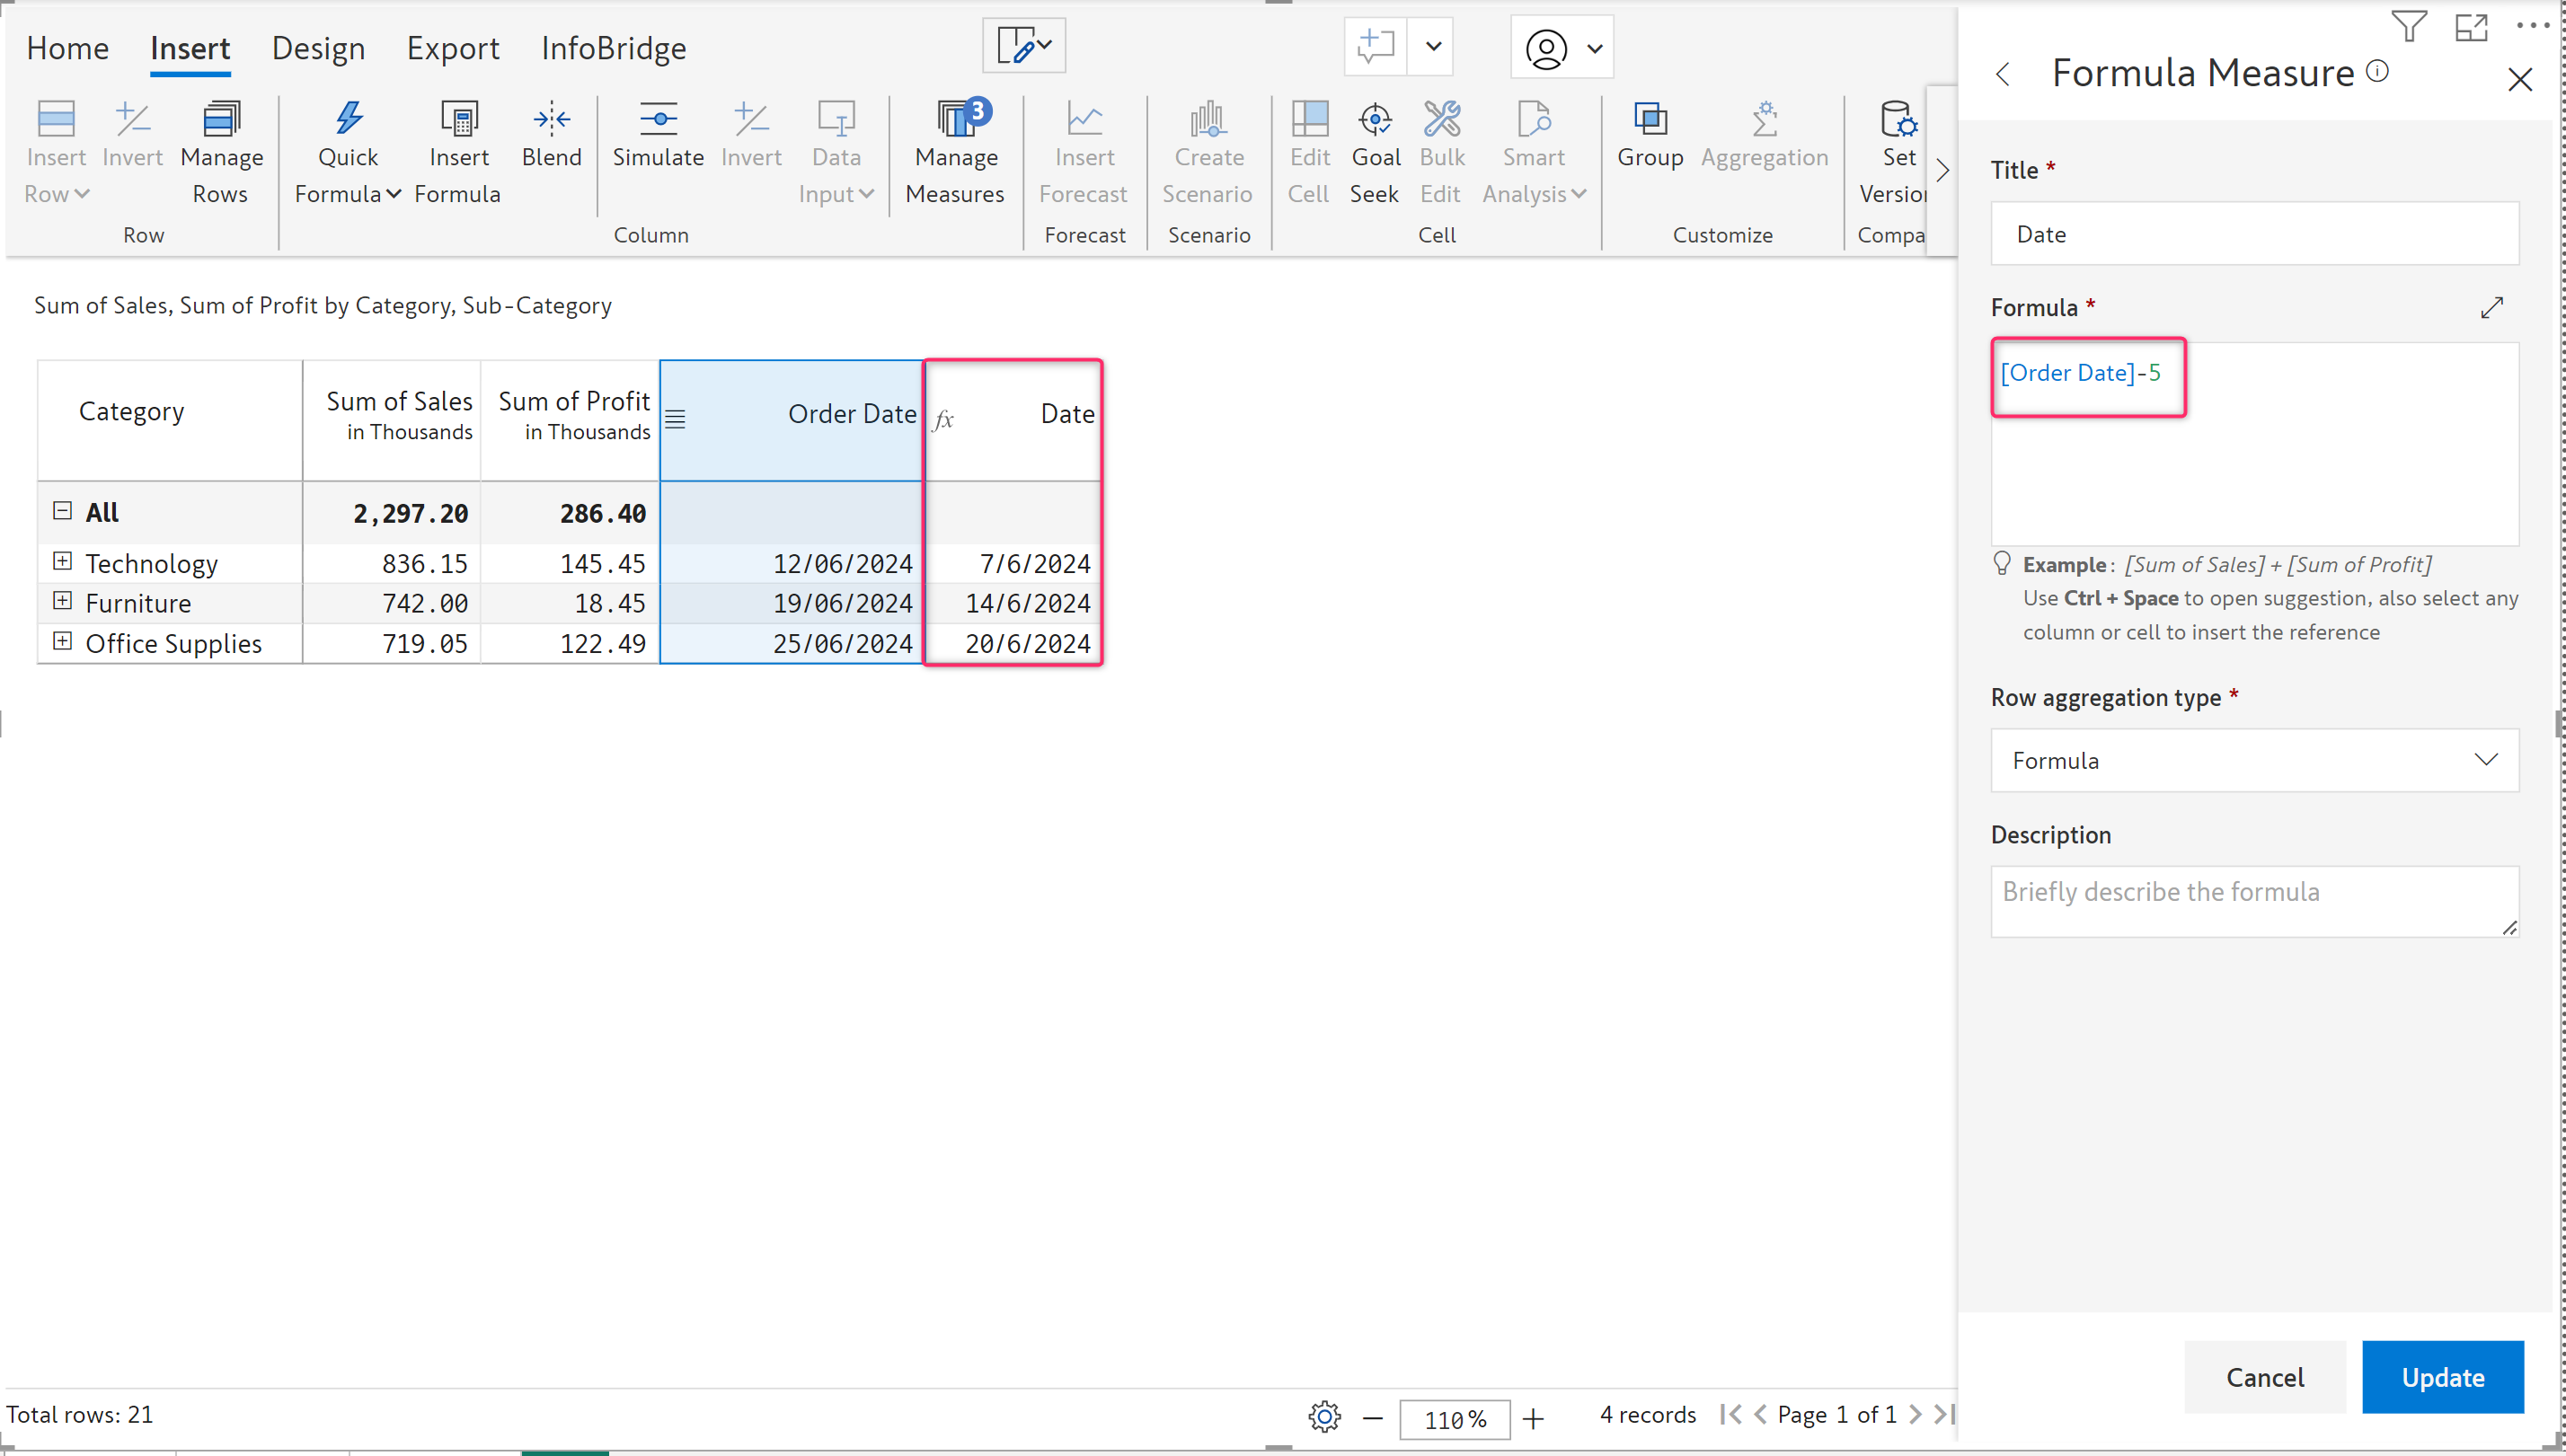 Home Insert Design Export InfoBridge
Insert Row
Invert
Manage Rows
Row
Quick Formula
Insert Formula
Blend
Simulate
Invert
Data Input
Column
Manage Measures
3
Insert Forecast
Forecast
Create Scenario
Scenario
Edit Cell
Goal Seek
Bulk Edit
Smart Analysis
Cell
Group
Aggregation
Customize
Set
Sum of Sales, Sum of Profit by Category, Sub-Category
Category
Sum of Sales
in Thousands
Sum of Profit
in Thousands
Order Date
fx Date
All 2,297.20 286.40
Technology 836.15 145.45 12/06/2024 7/6/2024
Furniture 742.00 18.45 19/06/2024 14/6/2024
Office Supplies 719.05 122.49 25/06/2024 20/6/2024
Total rows: 21
110%
4 records
Page 1 of 1
Formula Measure
Title *
Date
Formula *
[Order Date]-5
Example: [Sum of Sales] + [Sum of Profit]
Use Ctrl + Space to open suggestion, also select any
column or cell to insert the reference
Row aggregation type *
Formula
Description
Briefly describe the formula
Cancel
Update